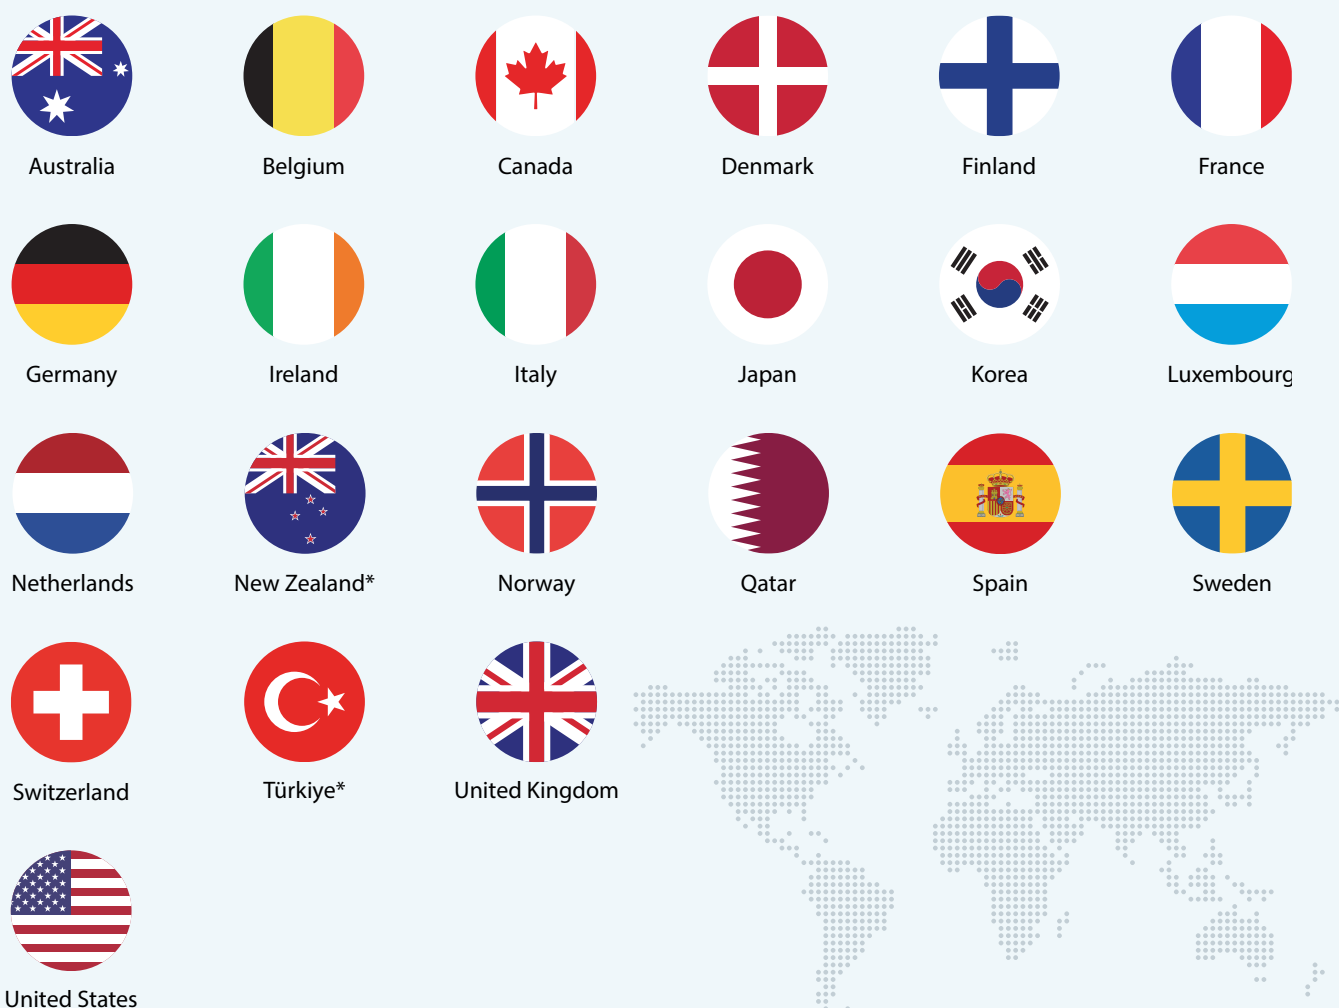 Australia
Belgium
Canada
Denmark
Finland
France
Germany
Ireland
Italy
Japan
Korea
Luxembourg
Netherlands
New Zealand*
Norway
Qatar
Spain
Sweden
Switzerland
Türkiye*
United Kingdom
United States